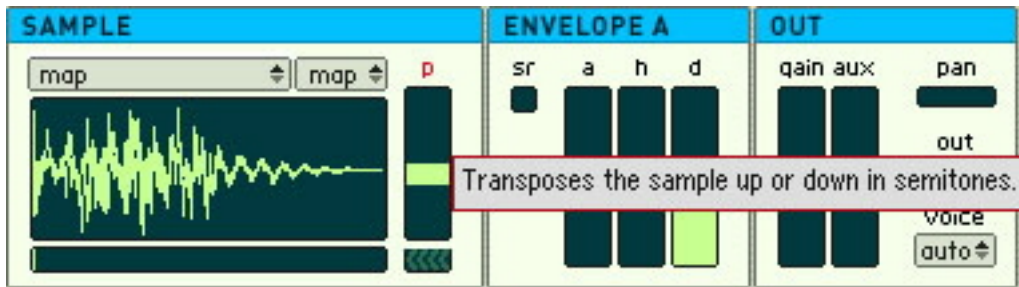 SAMPLE
map map p
ENVELOPE A
sr a h d
OUT
gain aux pan
out
Transposes the sample up or down in semitones.
voice
auto